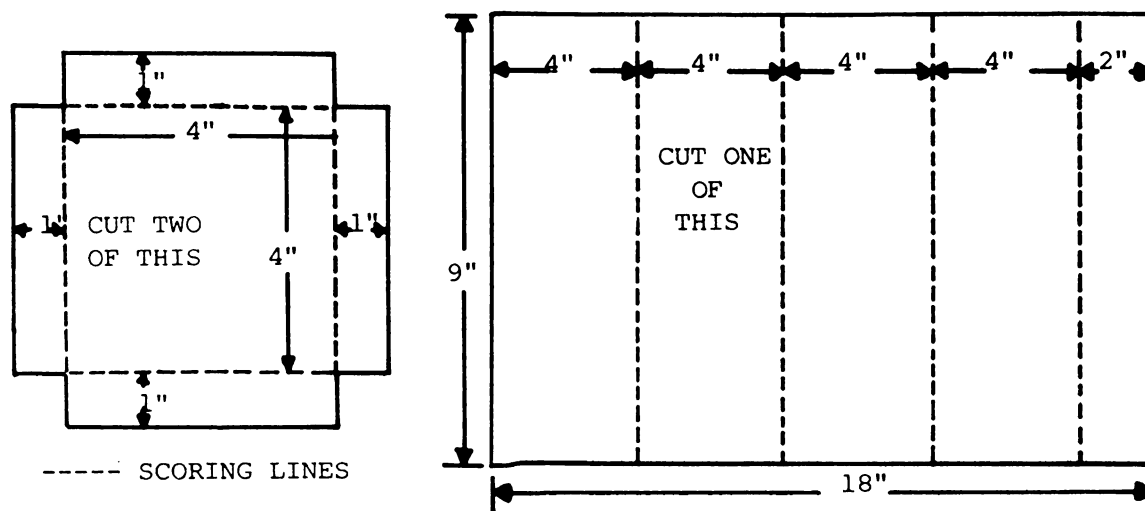 1"
4"
1"
CUT TWO
OF THIS
1"
4"
1"
----- SCORING LINES
4"
4"
4"
4"
2"
CUT ONE
OF
THIS
9"
18"